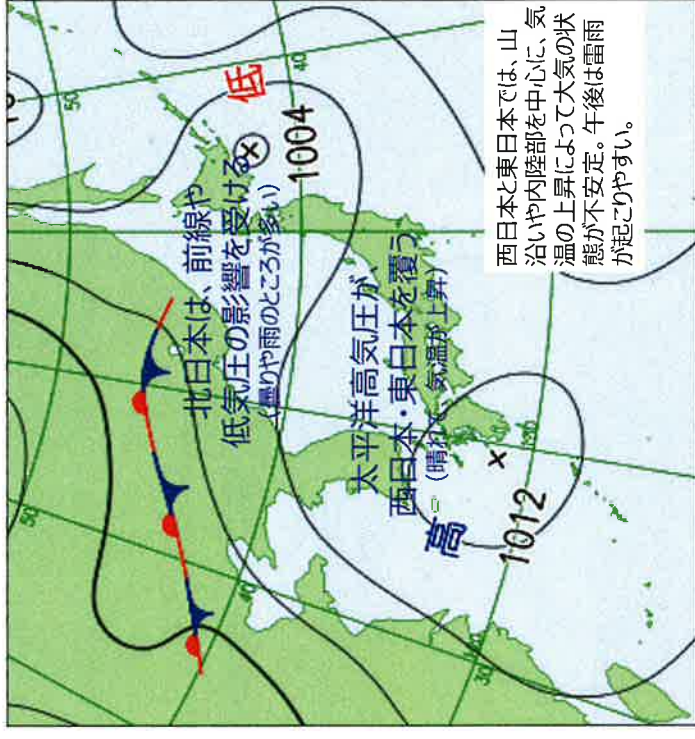 北日本は、前線や
低気圧の影響を受ける
(曇りや雨のところが多い)
低
1004
太平洋高気圧が、
西日本・東日本を覆う
(晴れて、気温が上昇)
高
1012
西日本と東日本では、山
沿いや内陸部を中心に、気
温の上昇によって大気の状
態が不安定。午後は雷雨
が起こりやすい。
50
50
40
40
30
30